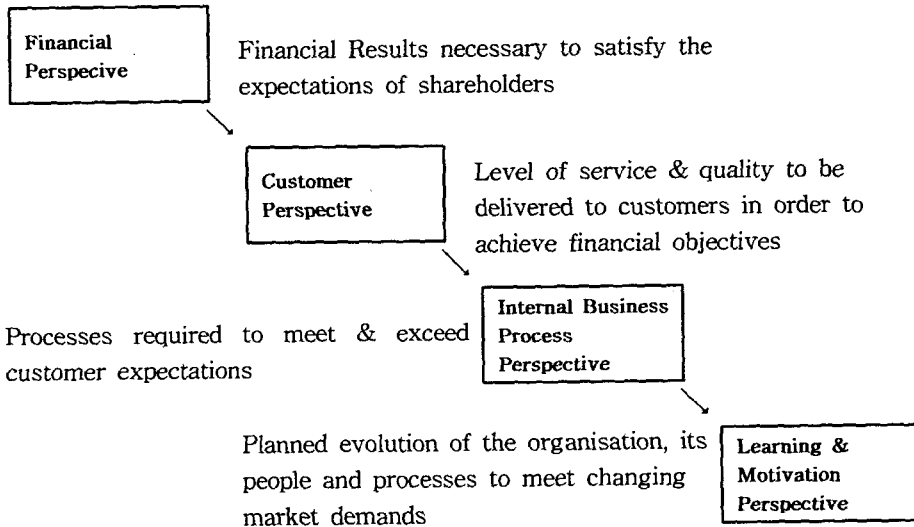 Financial
Perspecive
Financial Results necessary to satisfy the
expectations of shareholders
Customer
Perspective
Level of service & quality to be
delivered to customers in order to
achieve financial objectives
Internal Business
Process
Perspective
Processes required to meet & exceed
customer expectations
Planned evolution of the organisation, its
people and processes to meet changing
market demands
Learning &
Motivation
Perspective